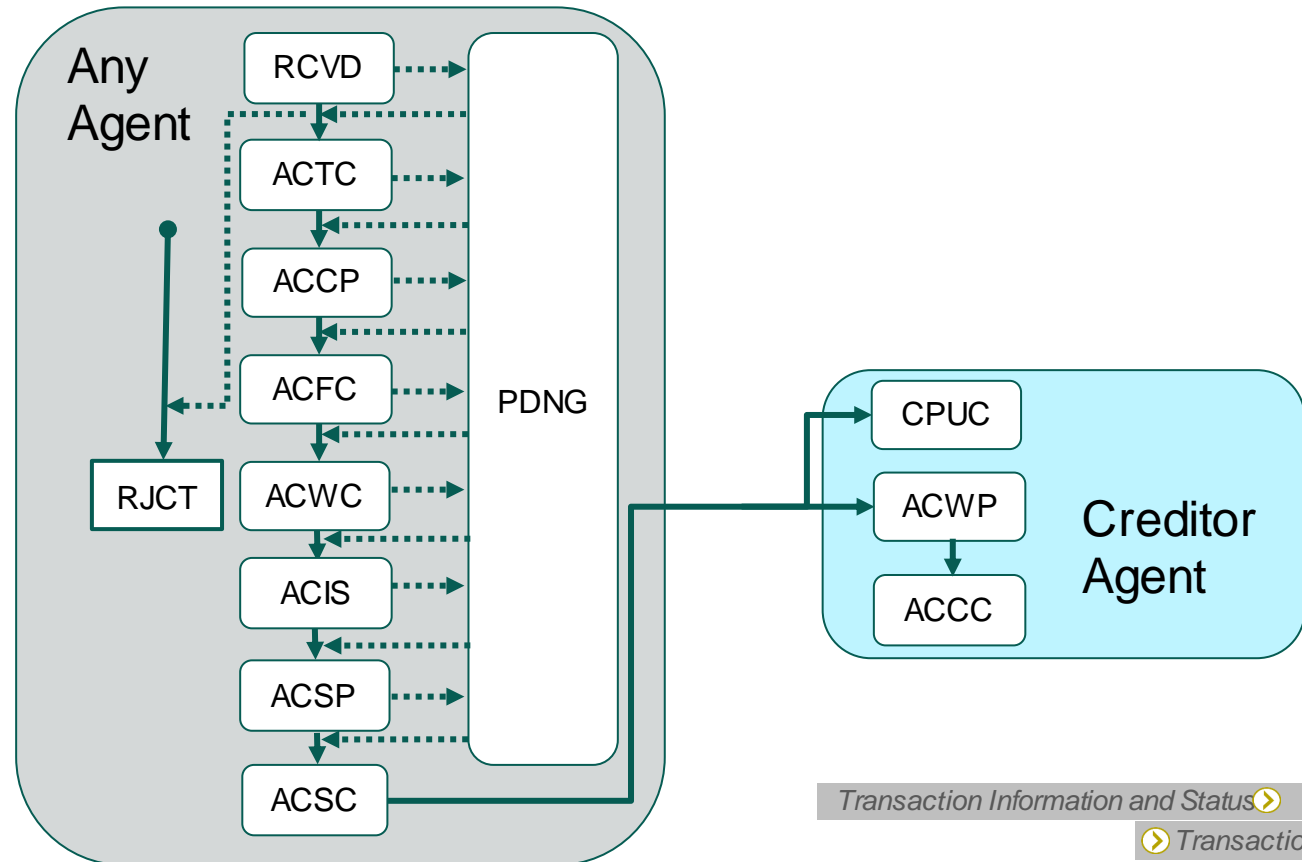 Any
Agent
RCVD
ACTC
ACCP
ACFC
PDNG
RJCT
ACWC
ACIS
ACSP
ACSC
CPUC
ACWP
ACCC
Creditor
Agent
Transaction Information and Status